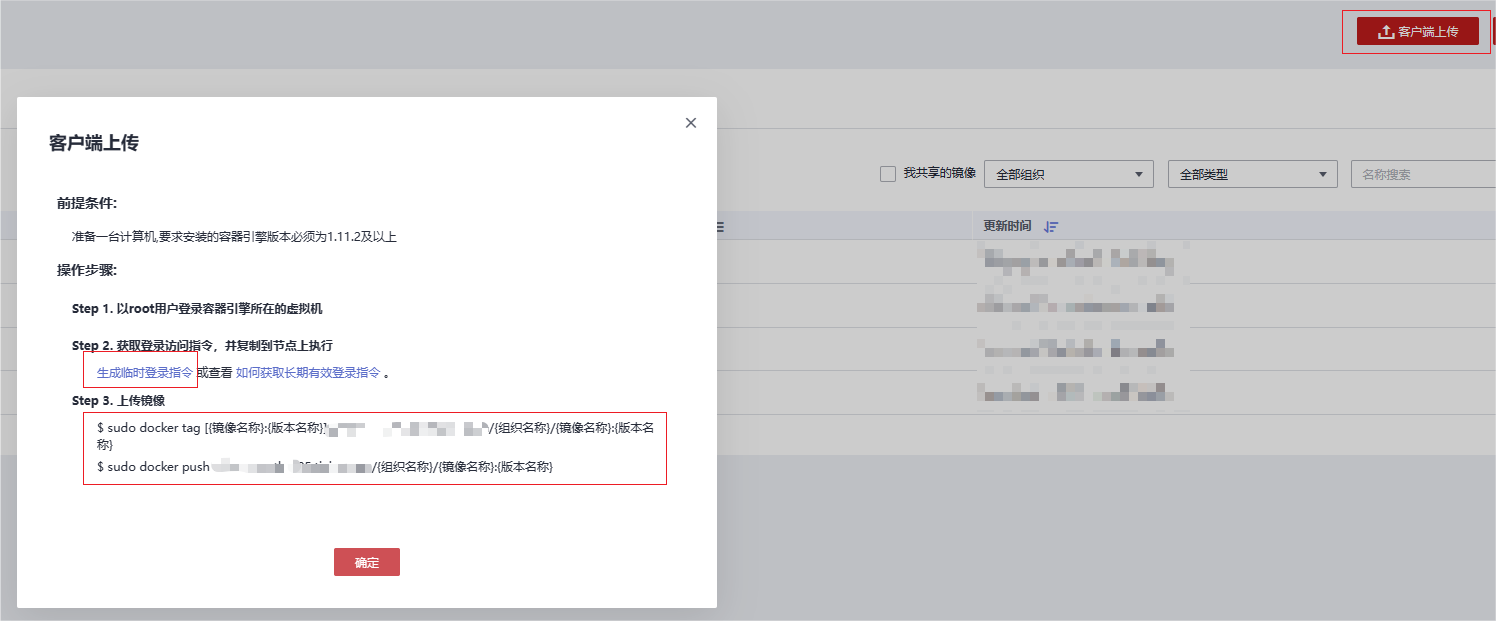 客户端上传
我共享的镜像 全部组织 全部类型 名称搜索
更新时间
客户端上传
前提条件:
准备一台计算机,要求安装的容器引擎版本必须为1.11.2及以上
操作步骤:
Step 1. 以root用户登录容器引擎所在的虚拟机
Step 2. 获取登录访问指令，并复制到节点上执行
生成临时登录指令 或查看 如何获取长期有效登录指令 。
Step 3. 上传镜像
$ sudo docker tag [{镜像名称}:{版本名称}] /{组织名称}/{镜像名称}:{版本名
称}
$ sudo docker push /{组织名称}/{镜像名称}:{版本名称}
确定